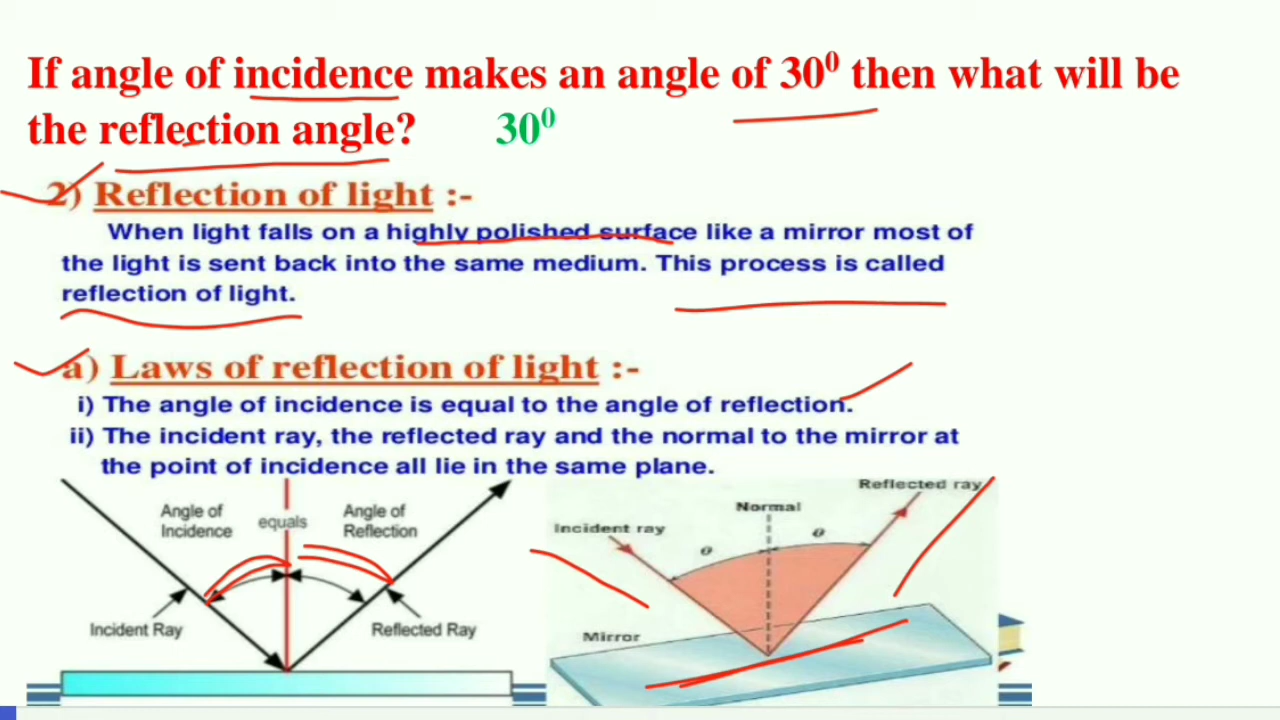 If angle of incidence makes an angle of 30⁰ then what will be
the reflection angle? 30⁰
2) Reflection of light :-
When light falls on a highly polished surface like a mirror most of
the light is sent back into the same medium. This process is called
reflection of light.
a) Laws of reflection of light :-
i) The angle of incidence is equal to the angle of reflection.
ii) The incident ray, the reflected ray and the normal to the mirror at
the point of incidence all lie in the same plane.
Angle of
Incidence
equals
Angle of
Reflection
Incident Ray
Reflected Ray
Reflected ray
Normal
Incident ray
θ
θ
Mirror